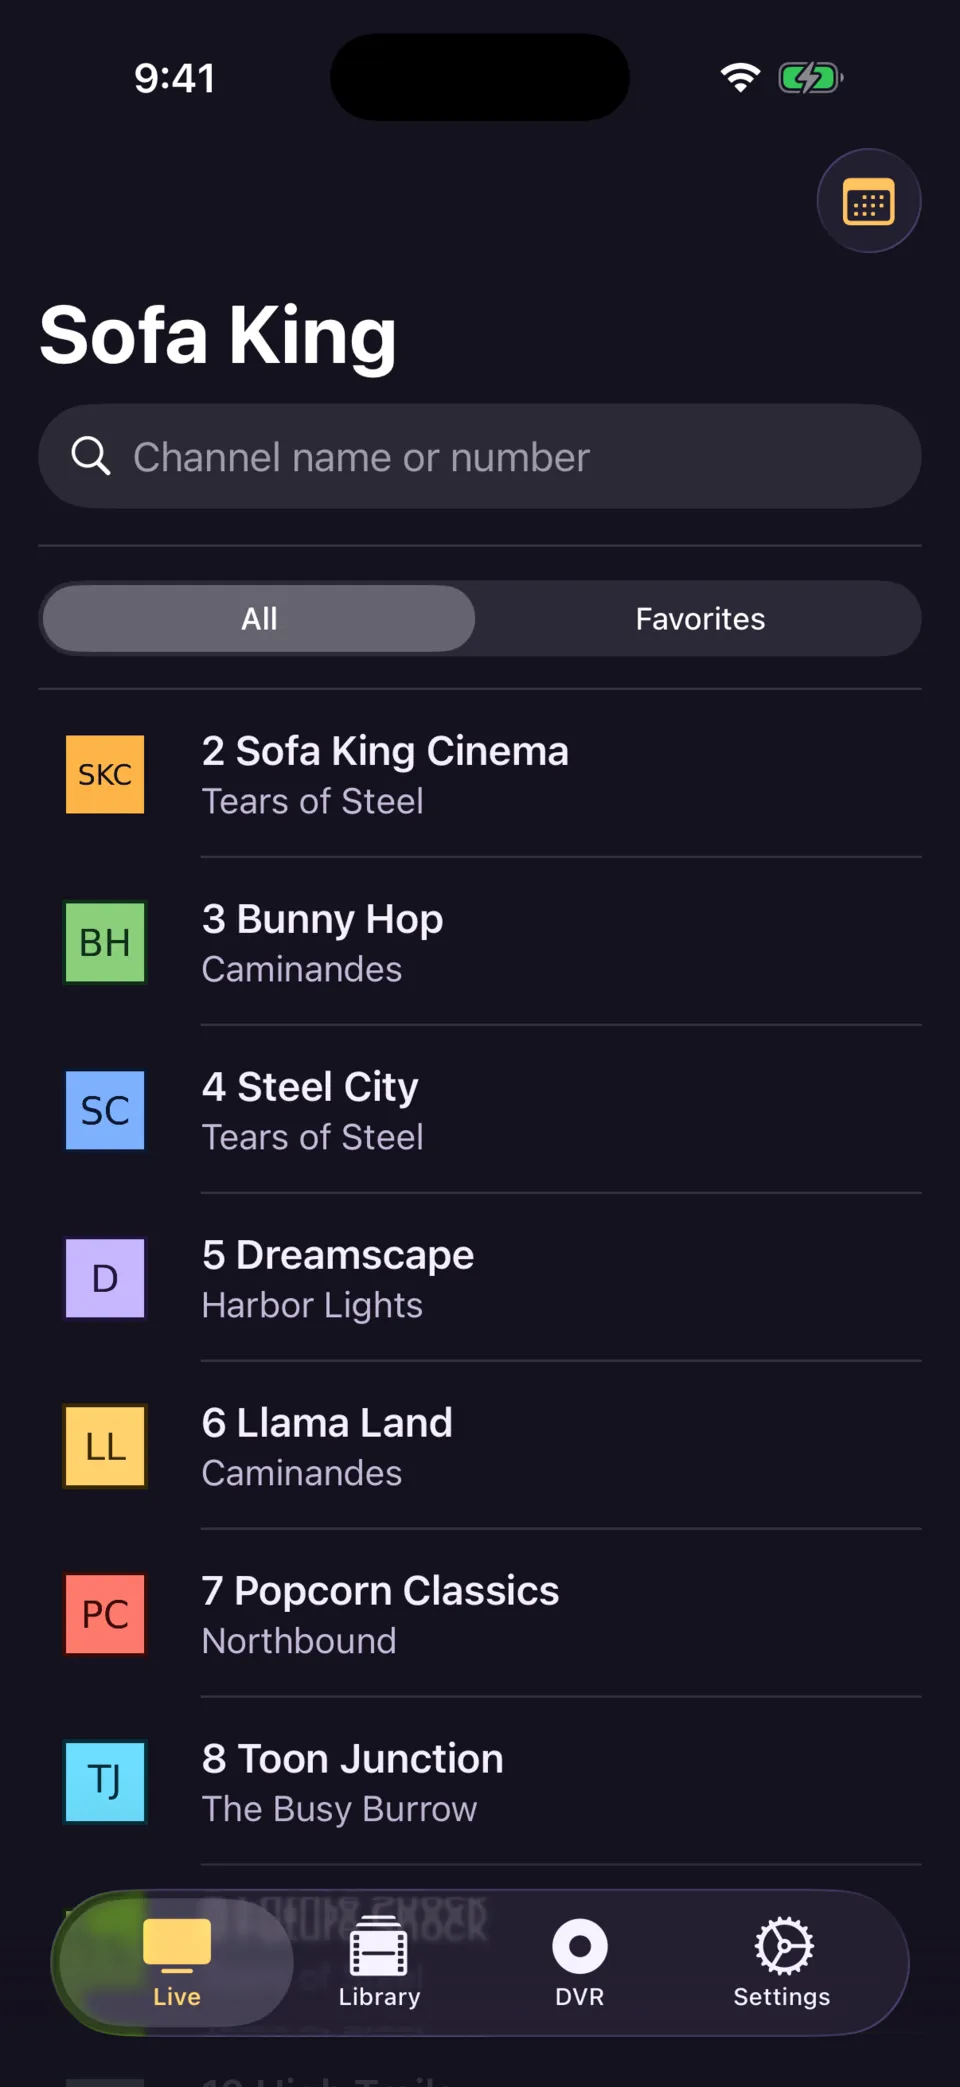 9:41
Sofa King
Channel name or number
All
Favorites
SKC
2 Sofa King Cinema
Tears of Steel
BH
3 Bunny Hop
Caminandes
SC
4 Steel City
Tears of Steel
D
5 Dreamscape
Harbor Lights
LL
6 Llama Land
Caminandes
PC
7 Popcorn Classics
Northbound
TJ
8 Toon Junction
The Busy Burrow
Live
Library
DVR
Settings